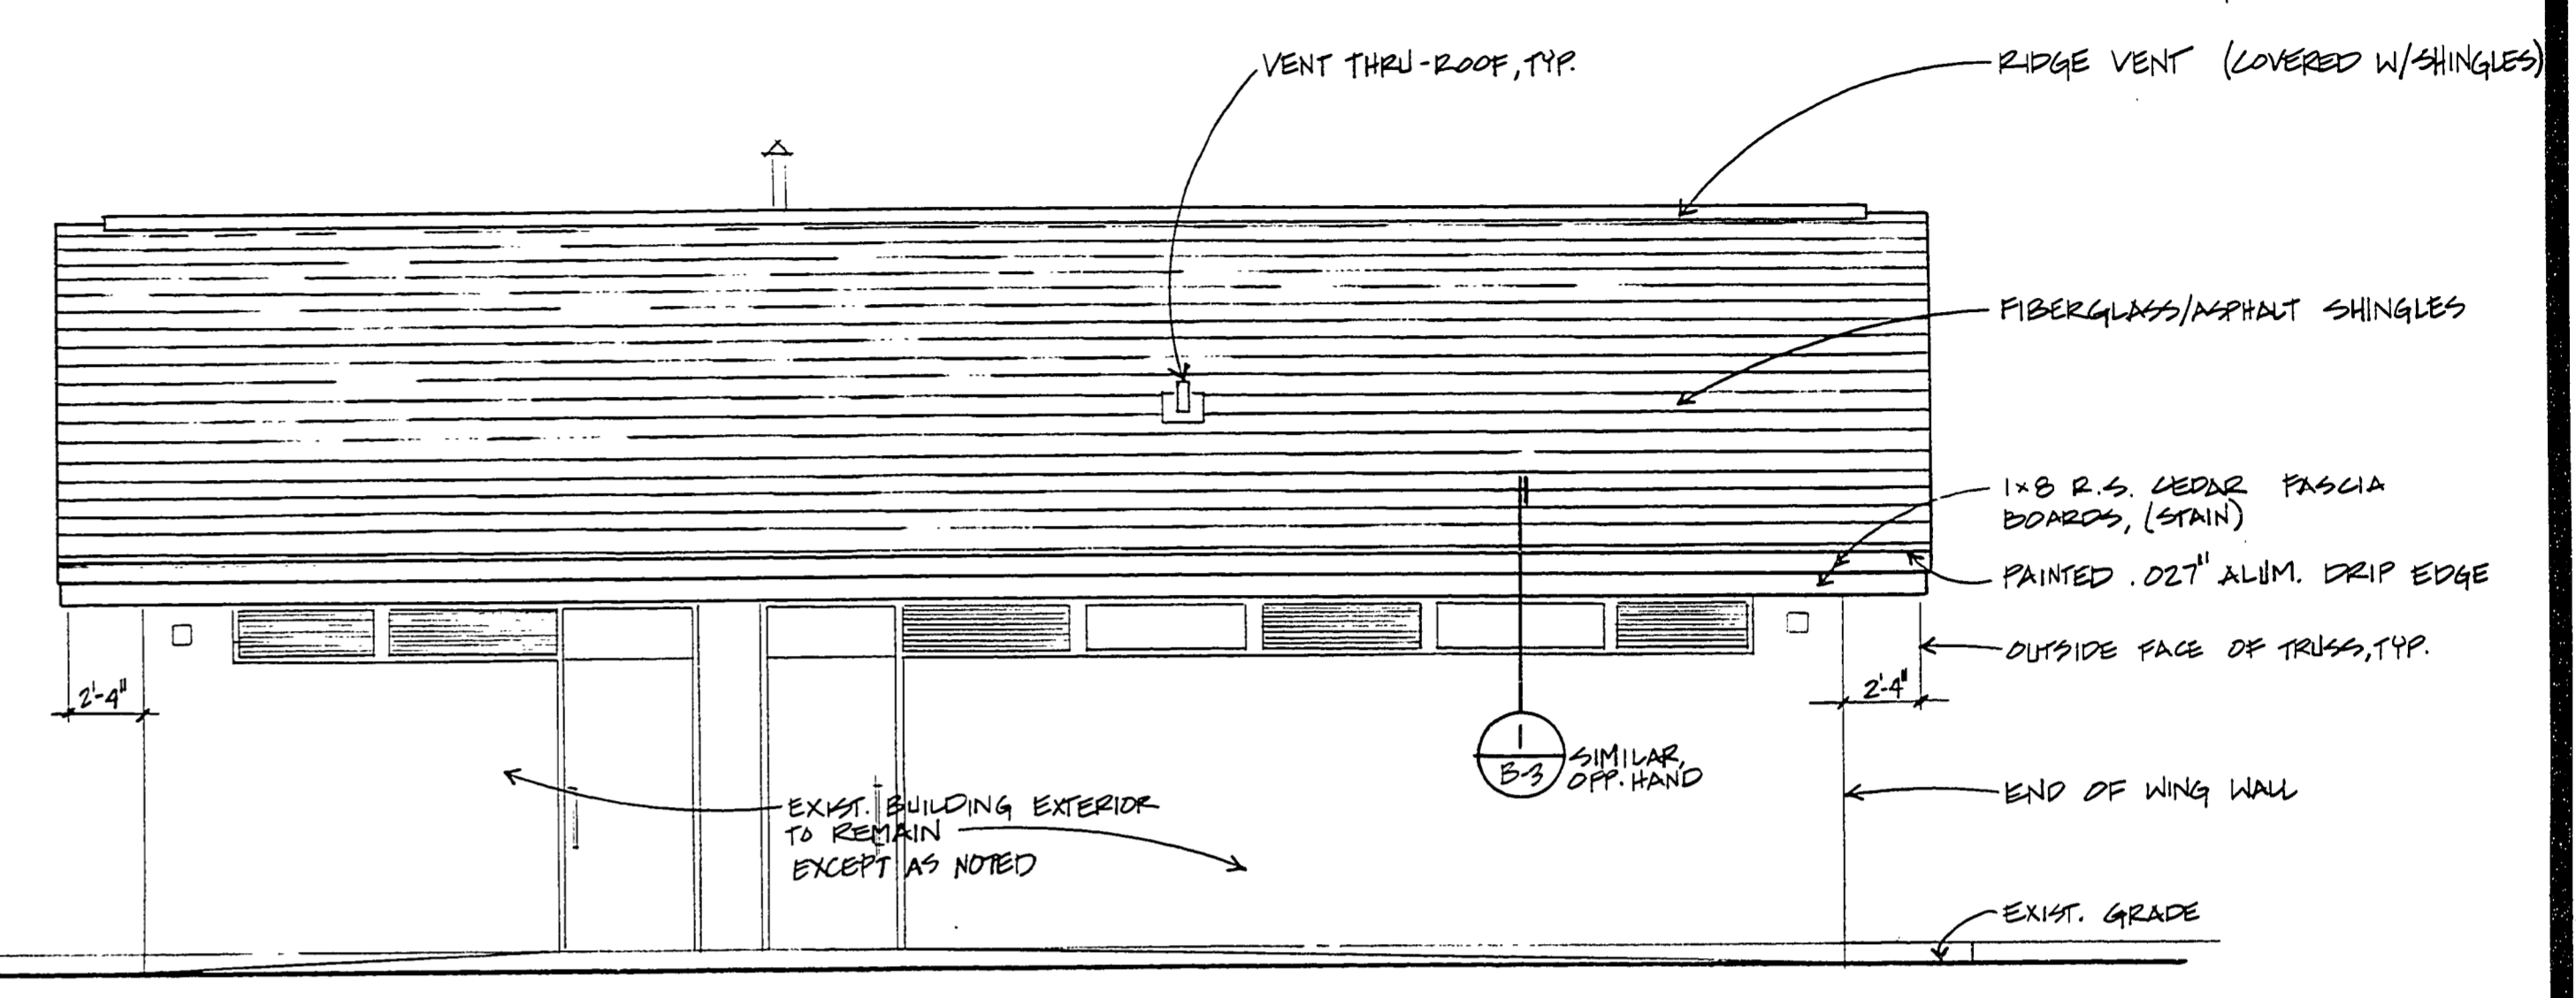 VENT THRU-ROOF, TYP.
RIDGE VENT (COVERED W/SHINGLES)
FIBERGLASS/ASPHALT SHINGLES
1x8 R.S. CEDAR FASCIA
BOARDS, (STAIN)
PAINTED .027" ALUM. DRIP EDGE
OUTSIDE FACE OF TRUSS, TYP.
2'-4"
2'-4"
1
B-3
SIMILAR,
OPP. HAND
EXIST. BUILDING EXTERIOR
TO REMAIN
EXCEPT AS NOTED
END OF WING WALL
EXIST. GRADE